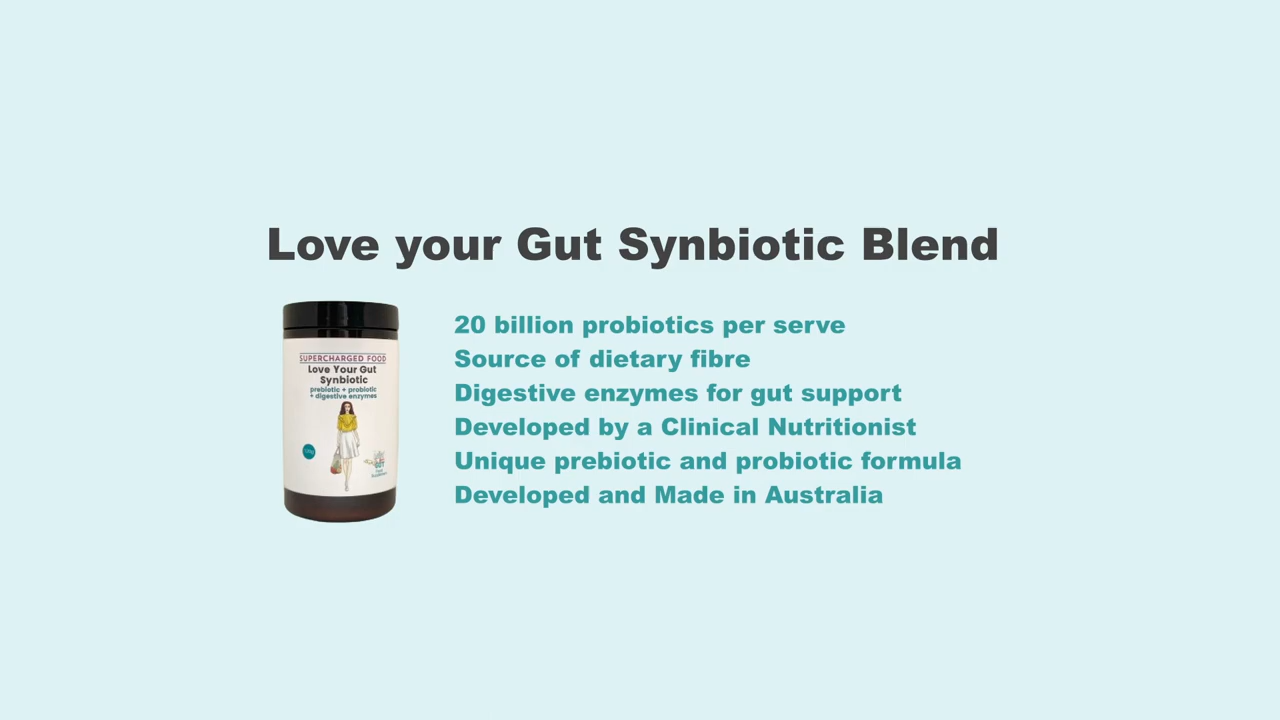 Love your Gut Synbiotic Blend
SUPERCHARGED FOOD
Love Your Gut
Synbiotic
prebiotic + probiotic
+ digestive enzymes
20 billion probiotics per serve
Source of dietary fibre
Digestive enzymes for gut support
Developed by a Clinical Nutritionist
Unique prebiotic and probiotic formula
Developed and Made in Australia